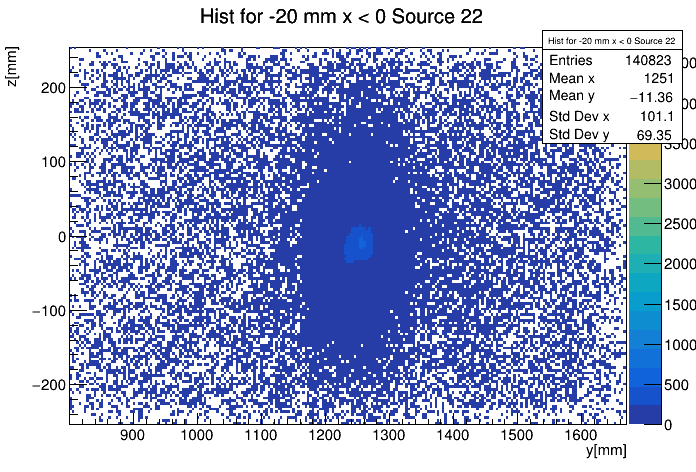 Hist for -20 mm x < 0 Source 22
Hist for -20 mm x < 0 Source 22
Entries 140823
Mean x 1251
Mean y −11.36
Std Dev x 101.1
Std Dev y 69.35
z[mm]
200
100
0
−100
−200
900 1000 1100 1200 1300 1400 1500 1600
y[mm]
3000
2500
2000
1500
1000
500
0